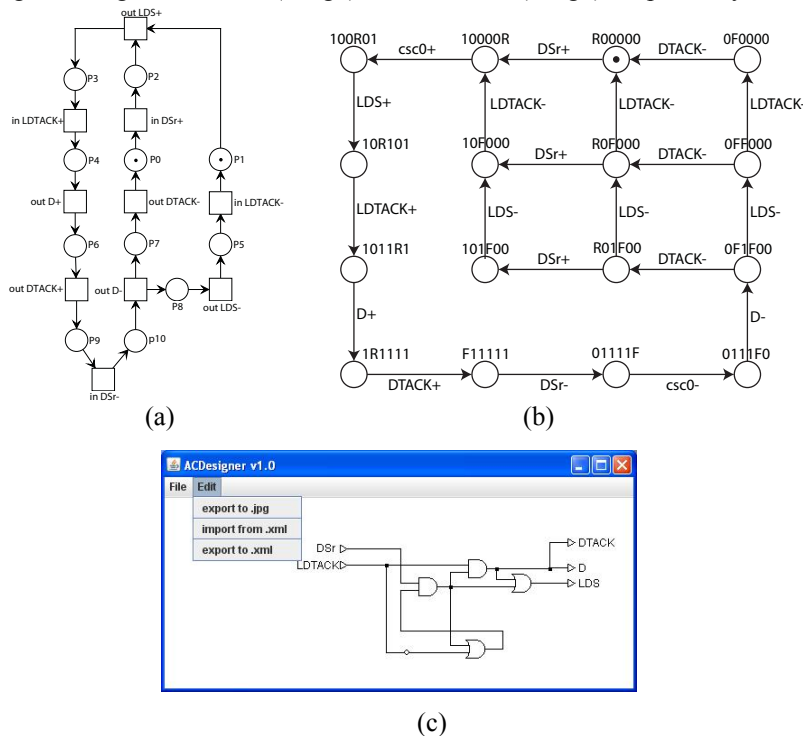 out LDS+
P3
P2
in LDTACK+
in DSr+
P4
P0
P1
out D+
out DTACK-
in LDTACK-
P6
P7
P5
out DTACK+
out D-
P8
out LDS-
P9
p10
in DSr-
(a)
100R01
csc0+
10000R
DSr+
R00000
DTACK-
0F0000
LDS+
LDTACK-
LDTACK-
LDTACK-
10R101
10F000
DSr+
R0F000
DTACK-
0FF000
LDTACK+
LDS-
LDS-
LDS-
1011R1
101F00
DSr+
R01F00
DTACK-
0F1F00
D+
D-
1R1111
F11111
01111F
0111F0
DTACK+
DSr-
csc0-
(b)
ACDesigner v1.0
File Edit
export to .jpg
import from .xml
export to .xml
DSr
LDTACK
DTACK
D
LDS
(c)